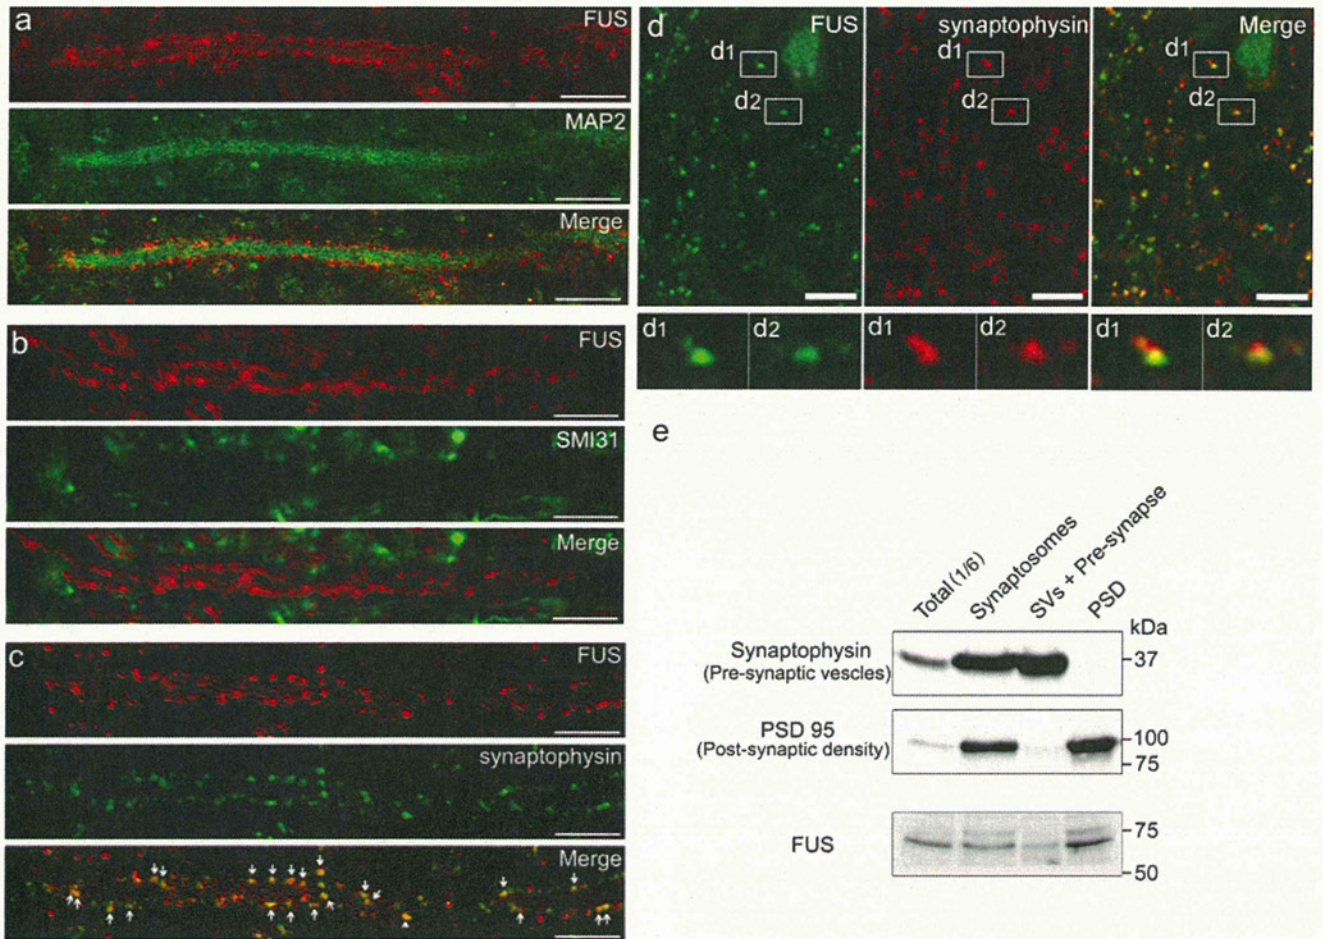 a
FUS
MAP2
Merge
b
FUS
SMI31
Merge
c
FUS
synaptophysin
Merge
d
FUS
synaptophysin
Merge
d1
d1
d1
d2
d2
d2
d1
d2
d1
d2
d1
d2
e
Total (1/6)
Synaptosomes
SVs + Pre-synapse
PSD
kDa
Synaptophysin
(Pre-synaptic vescles)
37
PSD 95
(Post-synaptic density)
100
75
FUS
75
50